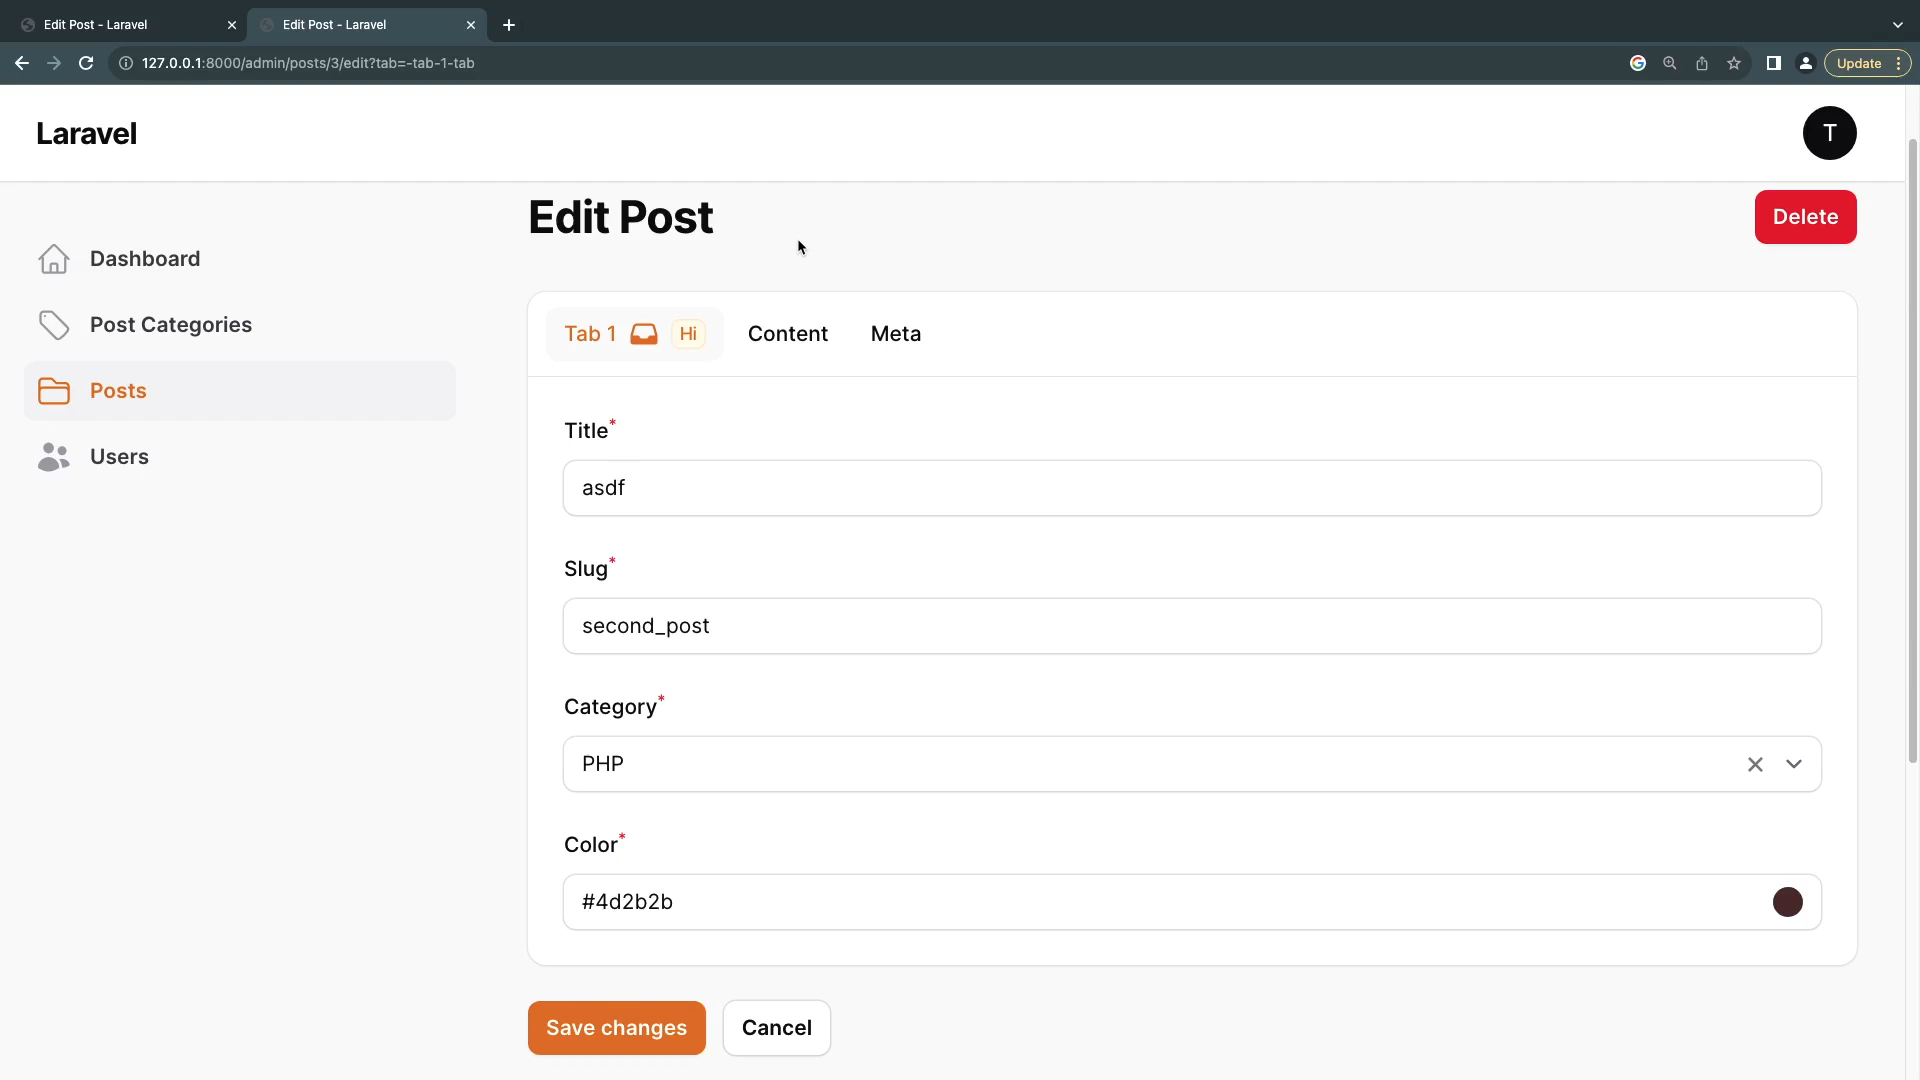 Edit Post - Laravel
Edit Post - Laravel
127.0.0.1:8000/admin/posts/3/edit?tab=-tab-1-tab
Update
Laravel
T
Dashboard
Post Categories
Posts
Users
Edit Post
Delete
Tab 1 Hi Content Meta
Title*
asdf
Slug*
second_post
Category*
PHP
Color*
#4d2b2b
Save changes
Cancel